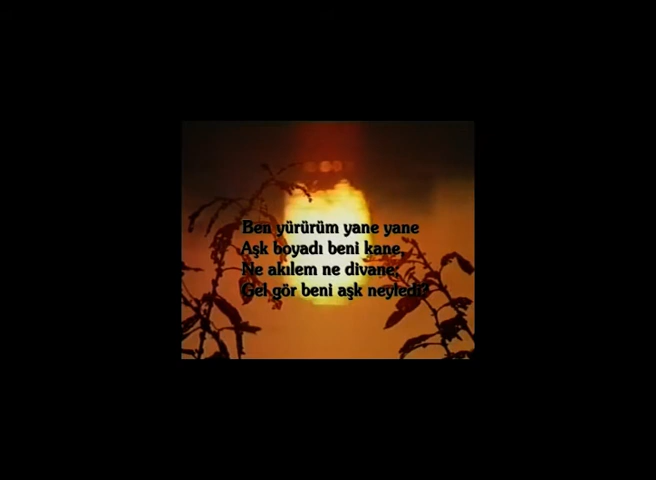 Ben yürürüm yane yane
Aşk boyadı beni kane,
Ne akılem ne divane,
Gel gör beni aşk neyledi?